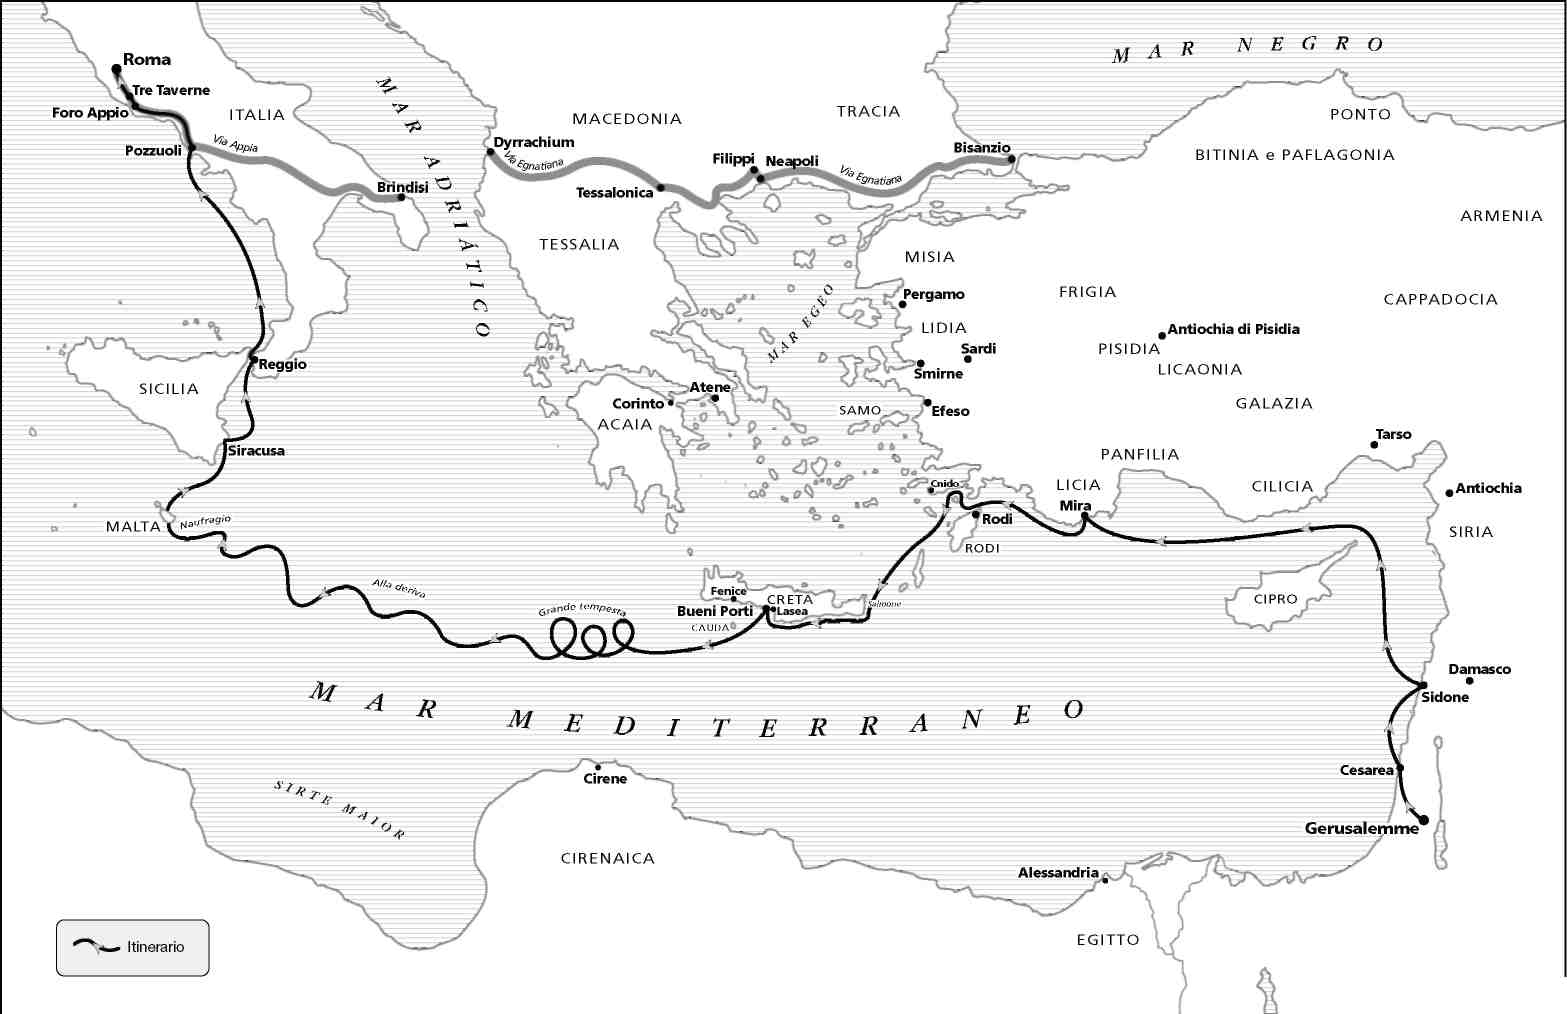 MAR NEGRO
Roma
Tre Taverne
Foro Appio
ITALIA
MAR ADRIÁTICO
MACEDONIA
TRACIA
PONTO
Pozzuoli
Via Appia
Dyrrachium
Via Egnatiana
Filippi
Neapoli
Via Egnatiana
Bisanzio
BITINIA e PAFLAGONIA
Brindisi
Tessalonica
ARMENIA
TESSALIA
MISIA
Pergamo
FRIGIA
CAPPADOCIA
MAR EGEO
LIDIA
Antiochia di Pisidia
Sardi
PISIDIA
Reggio
Smirne
LICAONIA
SICILIA
Atene
Corinto
SAMO
Efeso
GALAZIA
ACAIA
Tarso
Siracusa
PANFILIA
Cnido
LICIA
CILICIA
Antiochia
Mira
MALTA
Naufragio
Rodi
SIRIA
RODI
Alla deriva
Fenice
CRETA
Salmone
CIPRO
Grande tempesta
Bueni Porti
Lasea
CAUDA
Damasco
Sidone
MAR MEDITERRANEO
Cesarea
Cirene
SIRTE MAIOR
Gerusalemme
CIRENAICA
Alessandria
EGITTO
Itinerario